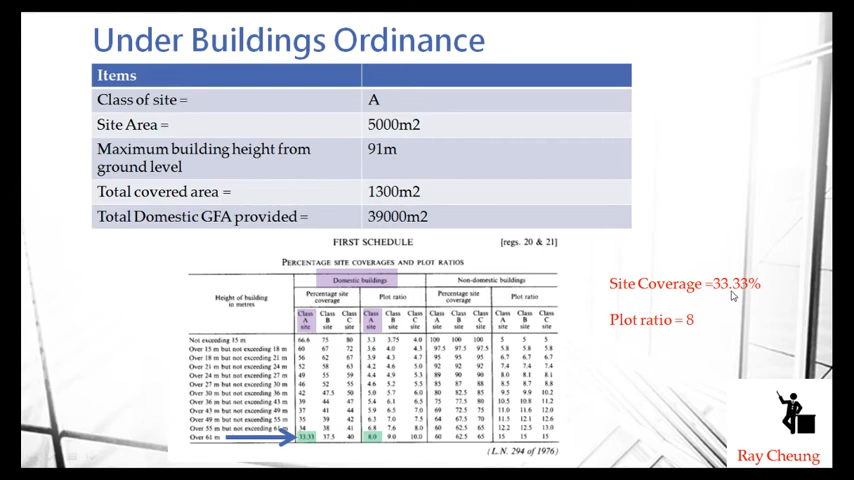 Under Buildings Ordinance
Items
Class of site = A
Site Area = 5000m2
Maximum building height from 91m
ground level
Total covered area = 1300m2
Total Domestic GFA provided = 39000m2
FIRST SCHEDULE [regs. 20 & 21]
PERCENTAGE SITE COVERAGES AND PLOT RATIOS
Domestic buildings Non-domestic buildings
Height of building in metres Percentage site coverage Plot ratio Percentage site coverage Plot ratio
Class A site Class B site Class C site Class A site Class B site Class C site Class A site Class B site Class C site Class A site Class B site Class C site
Not exceeding 15 m 66.6 75 80 3.3 3.75 4.0 100 100 100 5 5 5
Over 15 m but not exceeding 18 m 60 67 72 3.6 4.0 4.3 97.5 97.5 97.5 5.8 5.8 5.8
Over 18 m but not exceeding 21 m 56 62 67 3.9 4.3 4.7 95 95 95 6.7 6.7 6.7
Over 21 m but not exceeding 24 m 52 58 63 4.2 4.6 5.0 92 92 92 7.4 7.4 7.4
Over 24 m but not exceeding 27 m 49 55 59 4.4 4.9 5.3 89 90 90 8.0 8.1 8.1
Over 27 m but not exceeding 30 m 46 52 55 4.6 5.2 5.5 85 87 88 8.5 8.7 8.8
Over 30 m but not exceeding 36 m 42 47.5 50 5.0 5.7 6.0 80 82.5 85 9.5 9.9 10.2
Over 36 m but not exceeding 43 m 39 44 47 5.4 6.1 6.5 75 77.5 80 10.5 10.8 11.2
Over 43 m but not exceeding 49 m 37 41 44 5.9 6.5 7.0 69 72.5 75 11.0 11.6 12.0
Over 49 m but not exceeding 55 m 35 39 42 6.3 7.0 7.5 64 67.5 70 11.5 12.1 12.6
Over 55 m but not exceeding 61 m 34 38 41 6.8 7.6 8.0 61 65 68 12.2 12.5 13.0
Over 61 m 33.33 37.5 40 8.0 9.0 10.0 60 62.5 65 15 15 15
(L.N. 294 of 1976)
Site Coverage =33.33%
Plot ratio = 8
Ray Cheung